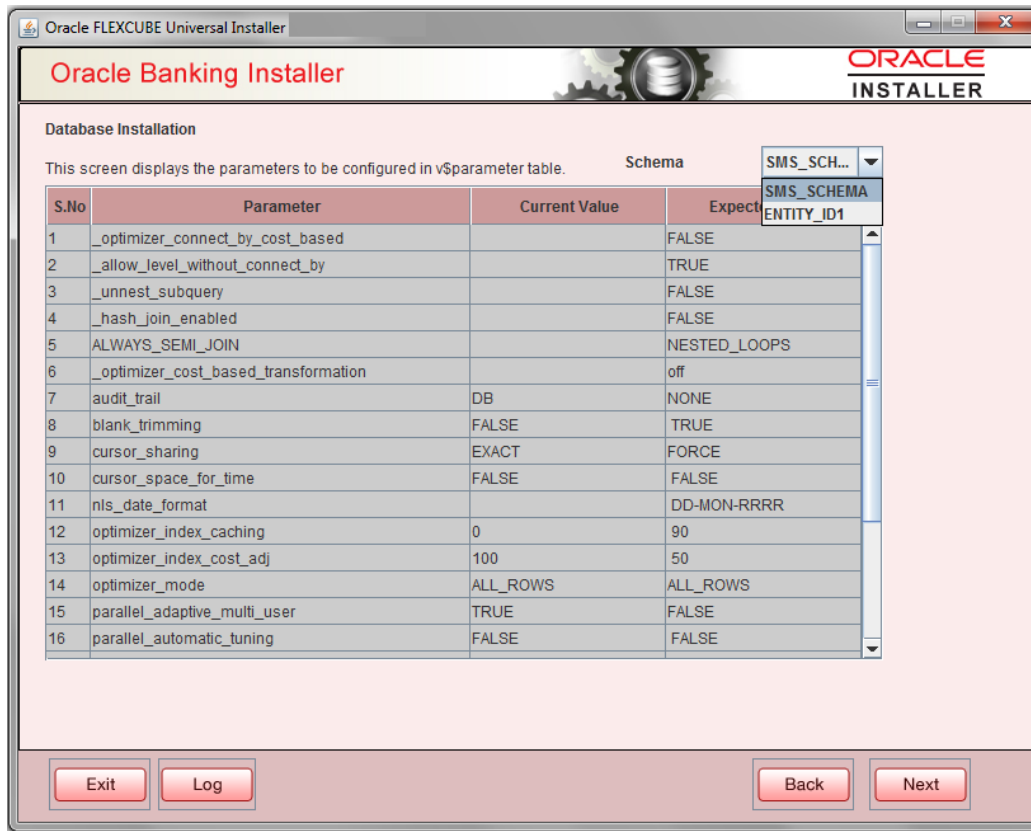 Oracle FLEXCUBE Universal Installer
Oracle Banking Installer
ORACLE
INSTALLER
Database Installation
This screen displays the parameters to be configured in v$parameter table.
Schema
SMS_SCH...
SMS_SCHEMA
ENTITY_ID1
S.No Parameter Current Value Expect
1 _optimizer_connect_by_cost_based FALSE
2 _allow_level_without_connect_by TRUE
3 _unnest_subquery FALSE
4 _hash_join_enabled FALSE
5 ALWAYS_SEMI_JOIN NESTED_LOOPS
6 _optimizer_cost_based_transformation off
7 audit_trail DB NONE
8 blank_trimming FALSE TRUE
9 cursor_sharing EXACT FORCE
10 cursor_space_for_time FALSE FALSE
11 nls_date_format DD-MON-RRRR
12 optimizer_index_caching 0 90
13 optimizer_index_cost_adj 100 50
14 optimizer_mode ALL_ROWS ALL_ROWS
15 parallel_adaptive_multi_user TRUE FALSE
16 parallel_automatic_tuning FALSE FALSE
Exit
Log
Back
Next